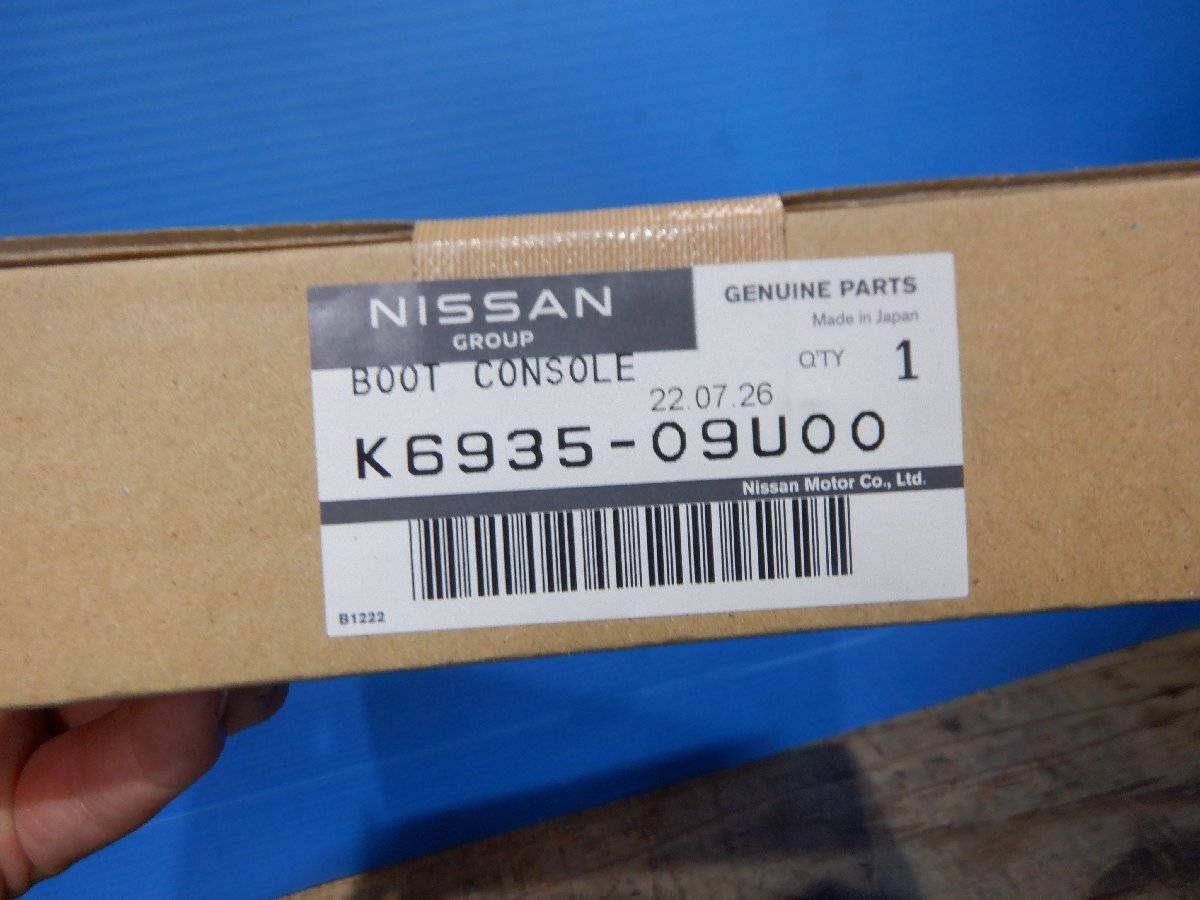 NISSAN
GROUP
GENUINE PARTS
Made in Japan
BOOT CONSOLE
Q'TY 1
22.07.26
K6935-09U00
Nissan Motor Co., Ltd.
B1222